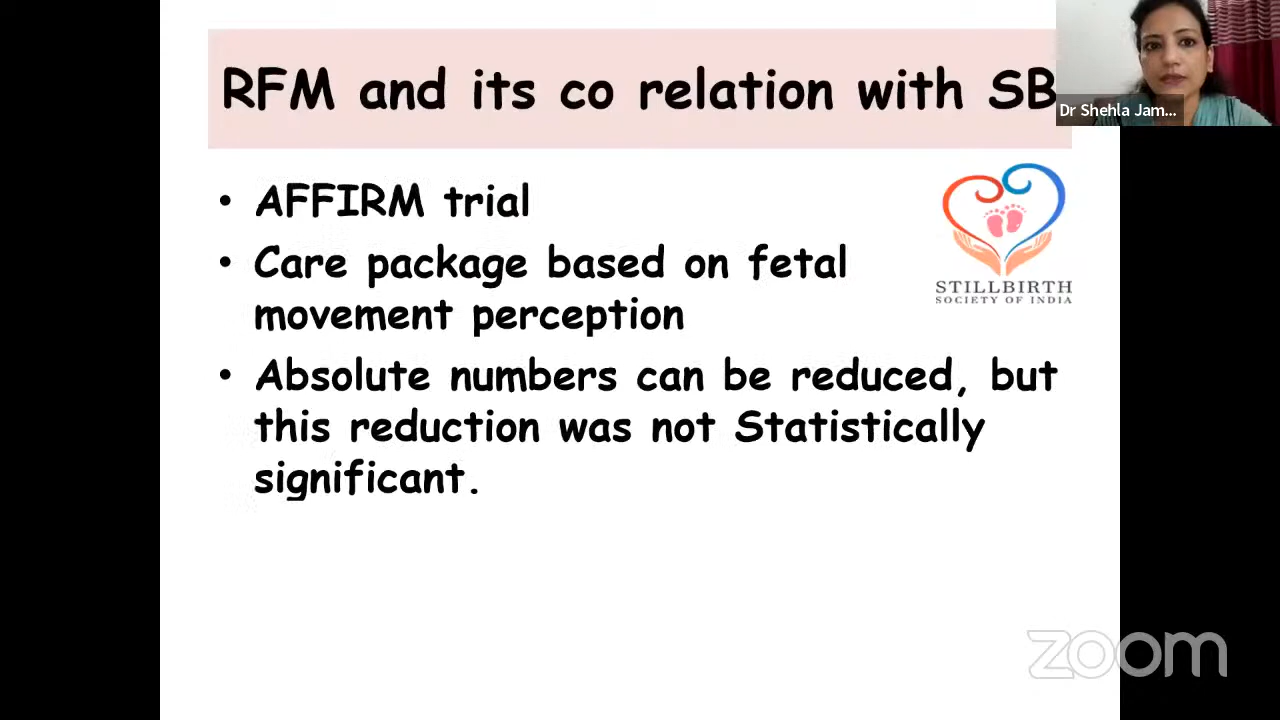 RFM and its co relation with SB
Dr Shehla Jam...
• AFFIRM trial
• Care package based on fetal
movement perception
• Absolute numbers can be reduced, but
this reduction was not Statistically
significant.
STILLBIRTH
SOCIETY OF INDIA
zoom